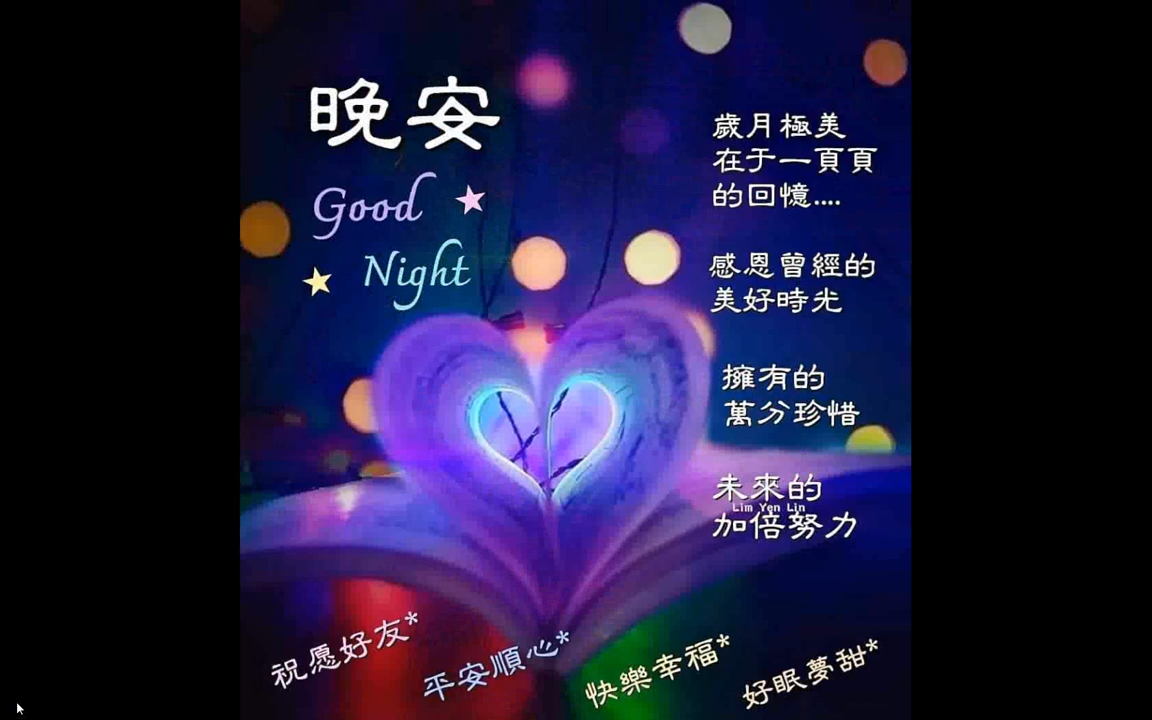 晚安
Good
Night
歲月極美
在于一頁頁
的回憶....
感恩曾經的
美好時光
擁有的
萬分珍惜
未來的
Lim Yen Lin
加倍努力
祝愿好友*
平安順心*
快樂幸福*
好眠夢甜*